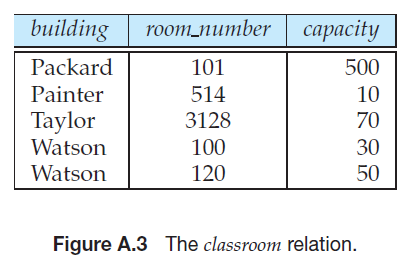 building room_number capacity
Packard 101 500
Painter 514 10
Taylor 3128 70
Watson 100 30
Watson 120 50
Figure A.3 The classroom relation.